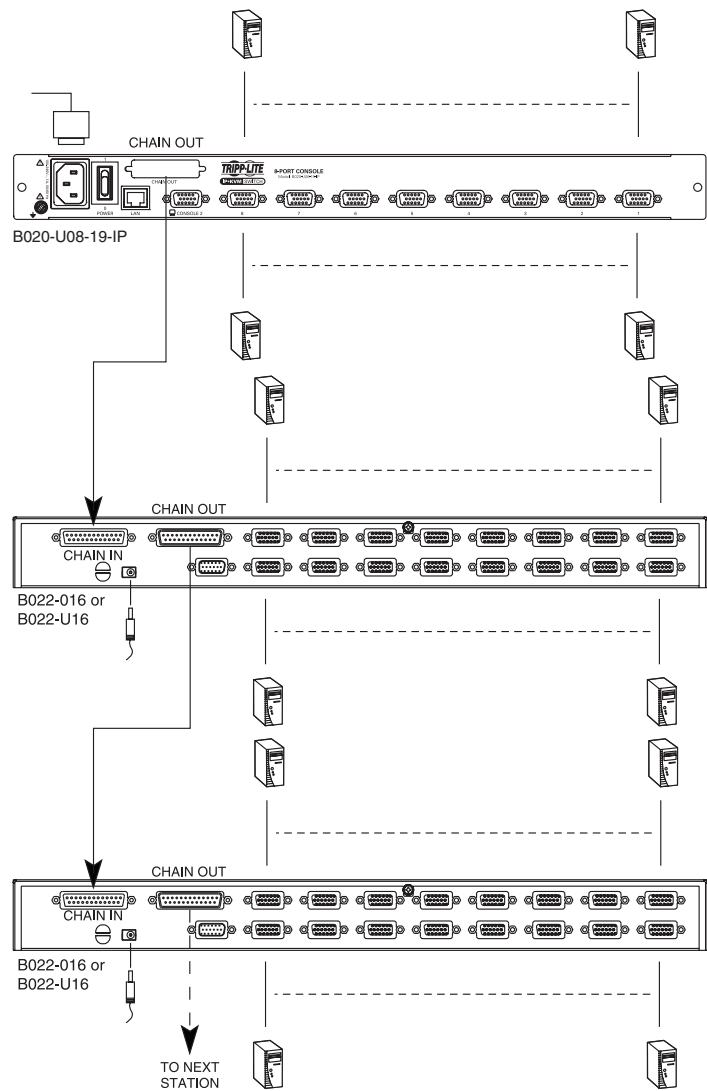 CHAIN OUT
TRIPP·LITE
8-PORT CONSOLE
CHAIN OUT
POWER
LAN
CONSOLE 2
8
7
6
5
4
3
2
1
B020-U08-19-IP
CHAIN OUT
CHAIN IN
B022-016 or
B022-U16
CHAIN OUT
CHAIN IN
B022-016 or
B022-U16
TO NEXT
STATION